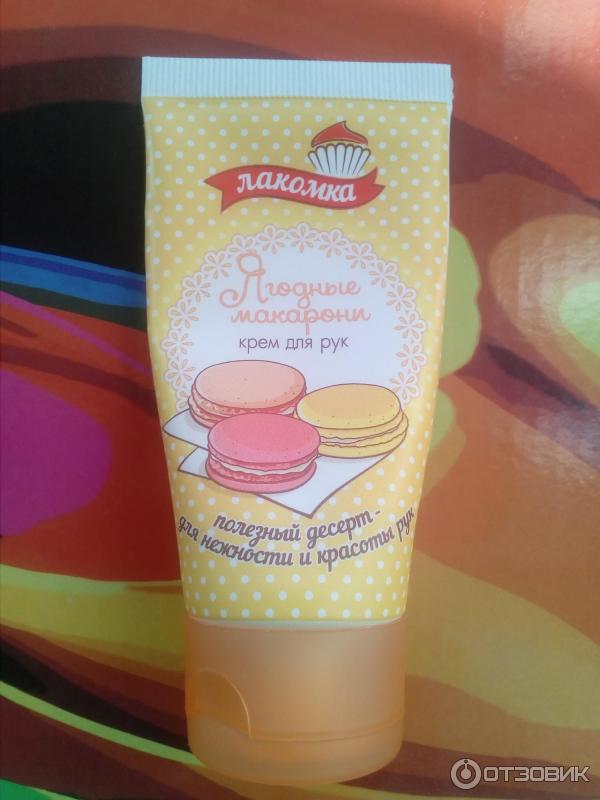 лакомка
Ягодные
макарони
крем для рук
полезный десерт -
для нежности и красоты рук
ОТЗОВИК